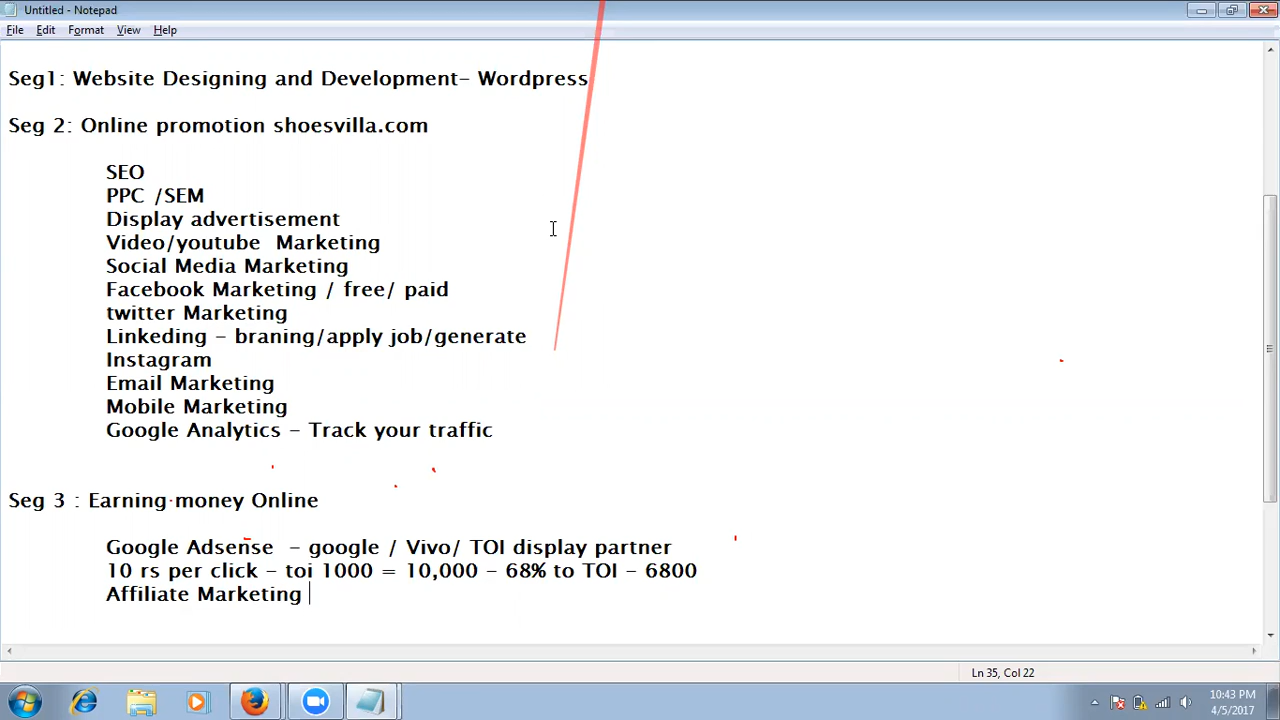 Untitled - Notepad
File Edit Format View Help
Seg1: Website Designing and Development- Wordpress
Seg 2: Online promotion shoesvilla.com
SEO
PPC /SEM
Display advertisement
Video/youtube Marketing
Social Media Marketing
Facebook Marketing / free/ paid
twitter Marketing
Linkeding - braning/apply job/generate
Instagram
Email Marketing
Mobile Marketing
Google Analytics - Track your traffic
Seg 3 : Earning money Online
Google Adsense - google / Vivo/ TOI display partner
10 rs per click - toi 1000 = 10,000 - 68% to TOI - 6800
Affiliate Marketing
Ln 35, Col 22
10:43 PM
4/5/2017